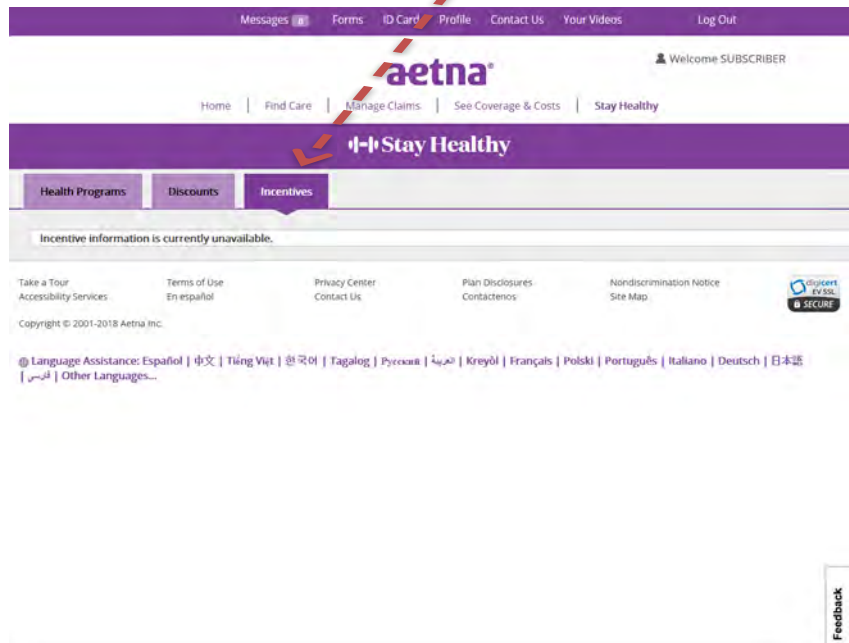 Messages 0 Forms ID Card Profile Contact Us Your Videos Log Out
Welcome SUBSCRIBER
aetna®
Home | Find Care | Manage Claims | See Coverage & Costs | Stay Healthy
Stay Healthy
Health Programs Discounts Incentives
Incentive information is currently unavailable.
Take a Tour Terms of Use Privacy Center Plan Disclosures Nondiscrimination Notice
Accessibility Services En español Contact Us Contáctenos Site Map
digicert EV SSL SECURE
Copyright © 2001-2018 Aetna Inc.
Language Assistance: Español | 中文 | Tiếng Việt | 한국어 | Tagalog | Русский | العربية | Kreyòl | Français | Polski | Português | Italiano | Deutsch | 日本語
| فارسی | Other Languages...
Feedback